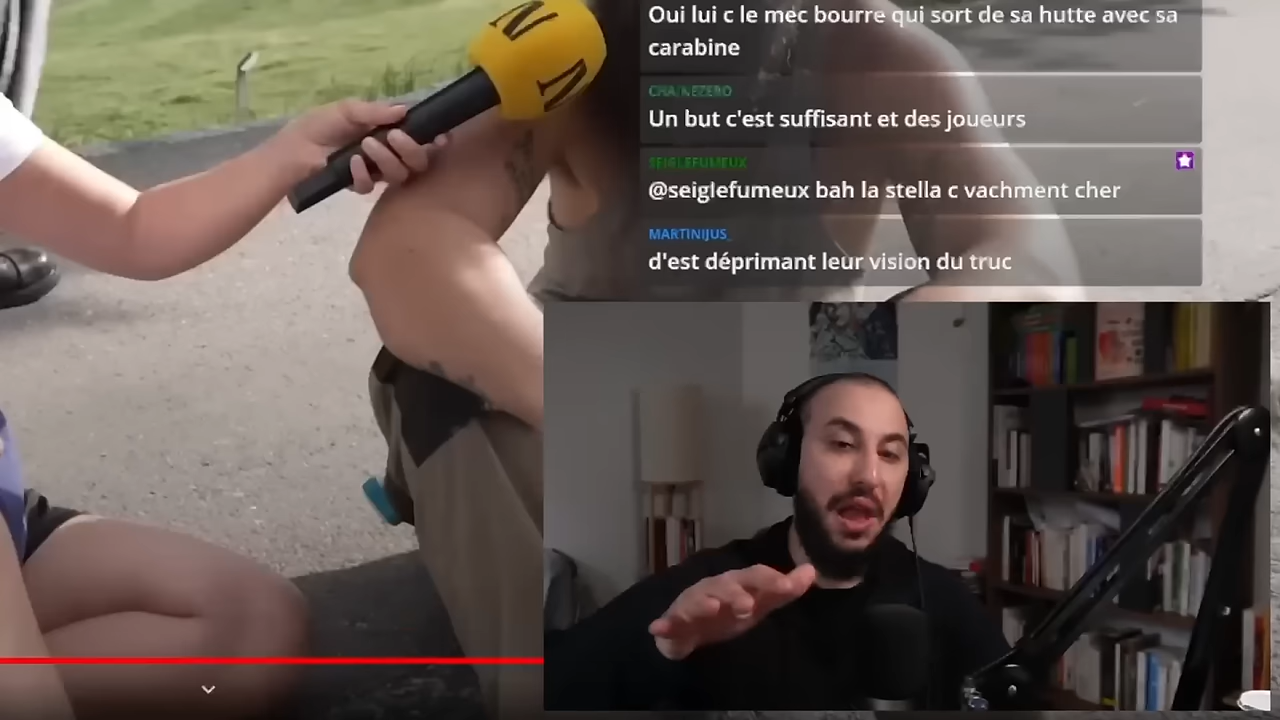 N
N
Oui lui c le mec bourre qui sort de sa hutte avec sa
carabine
CHAINEZERO
Un but c'est suffisant et des joueurs
SEIGLEFUMEUX
@seiglefumeux bah la stella c vachment cher
MARTINIJUS_
d'est déprimant leur vision du truc